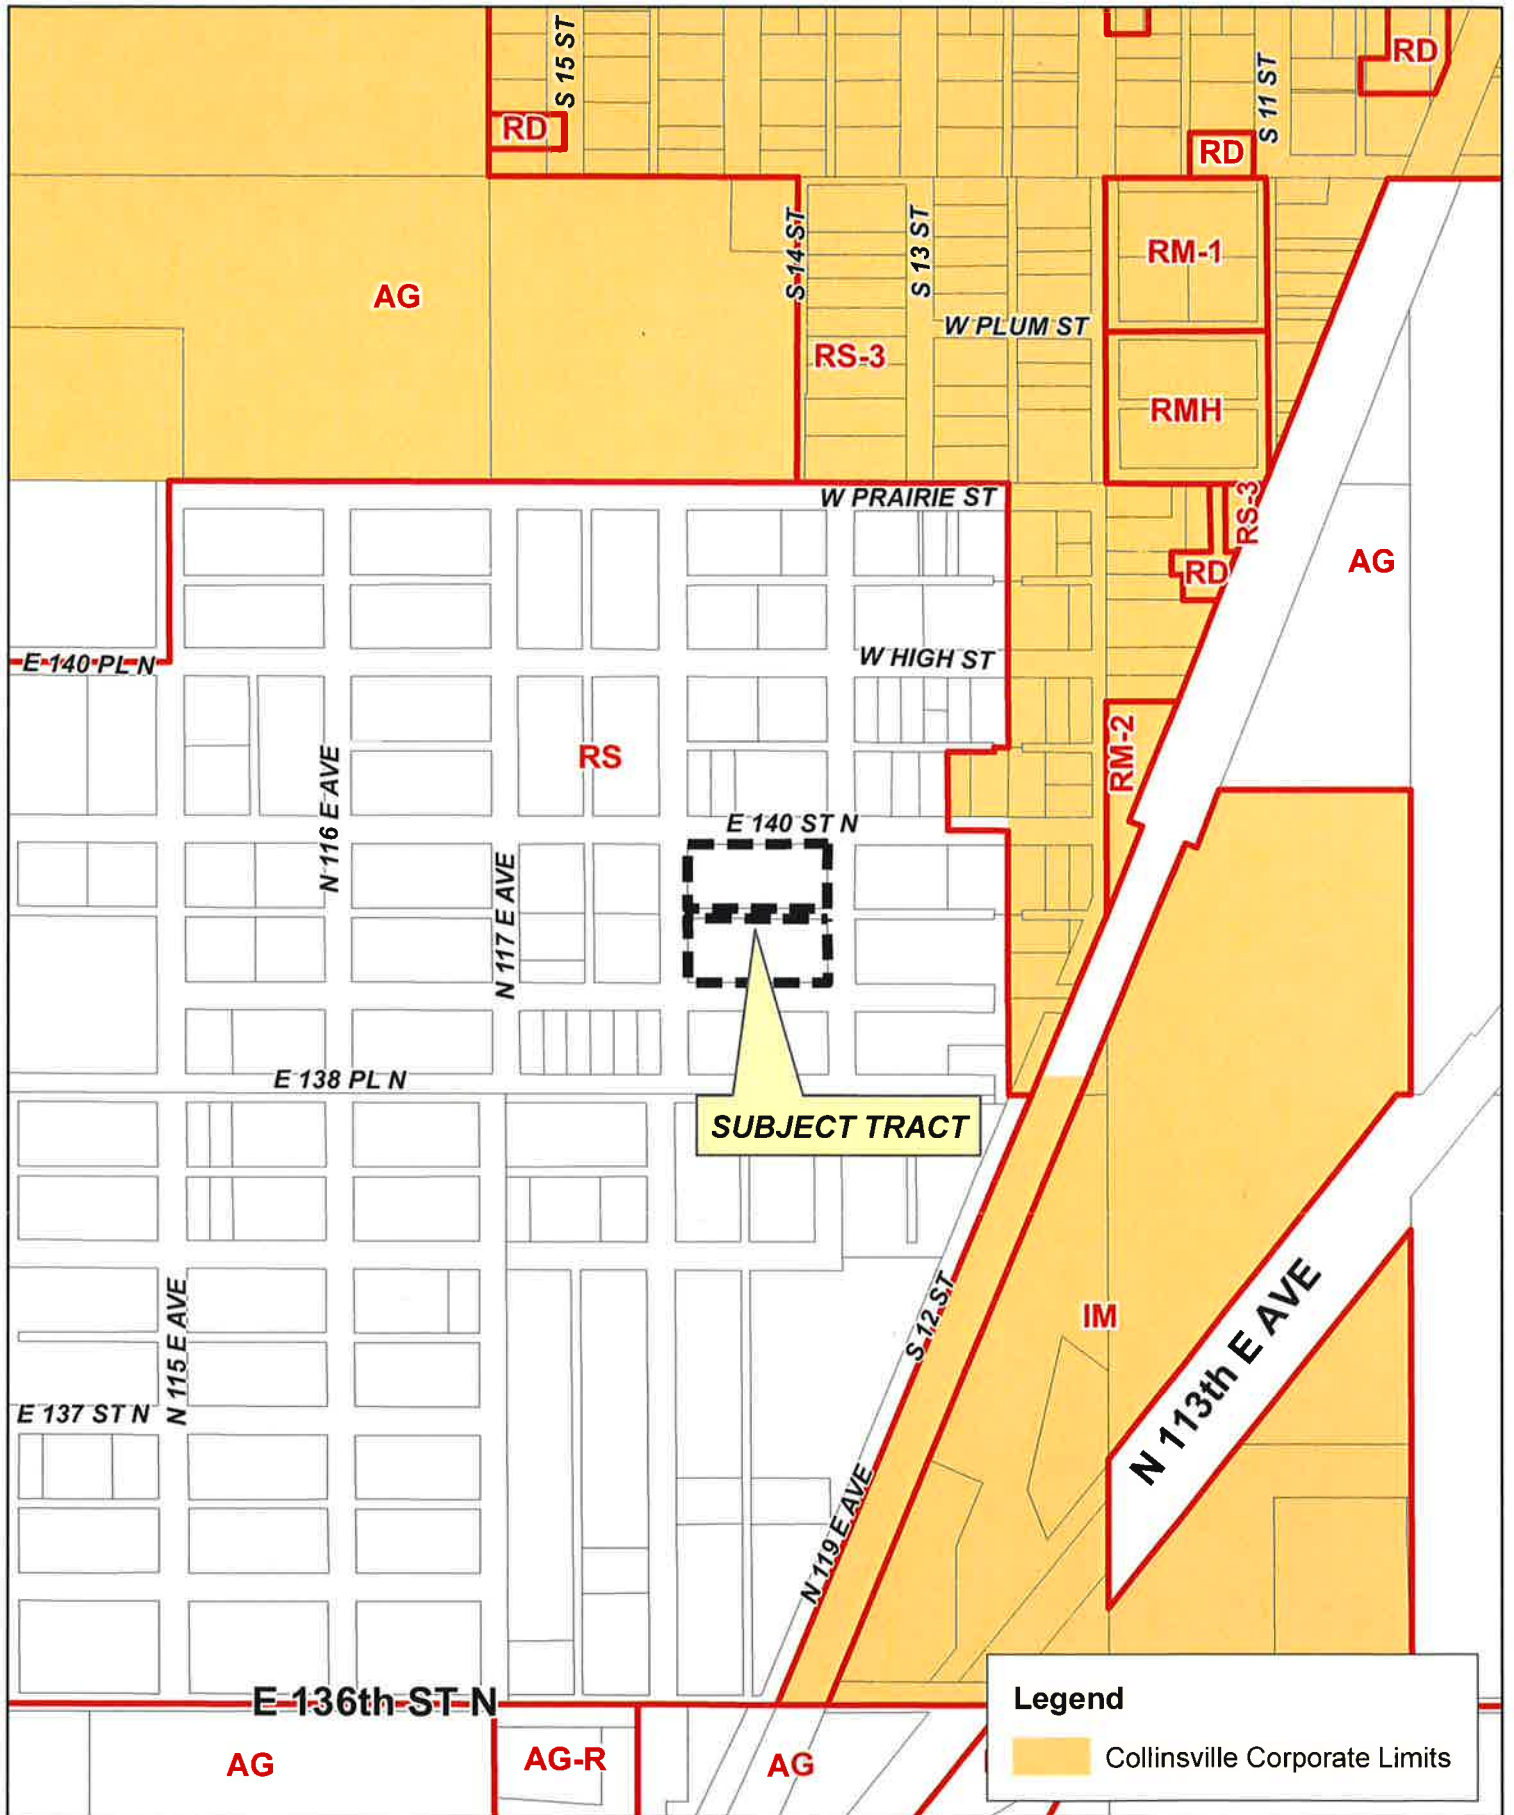 S 15 ST
RD
S 11 ST
RD
RD
S 14 ST
S 13 ST
RM-1
AG
W PLUM ST
RS-3
RMH
W PRAIRIE ST
RS-3
RD
AG
E 140 PL N
W HIGH ST
RS
RM-2
N 116 E AVE
E 140 ST N
N 117 E AVE
E 138 PL N
SUBJECT TRACT
S 12 ST
IM
N 113th E AVE
N 115 E AVE
E 137 ST N
N 119 E AVE
E 136th ST N
AG
AG-R
AG
Legend
Collinsville Corporate Limits